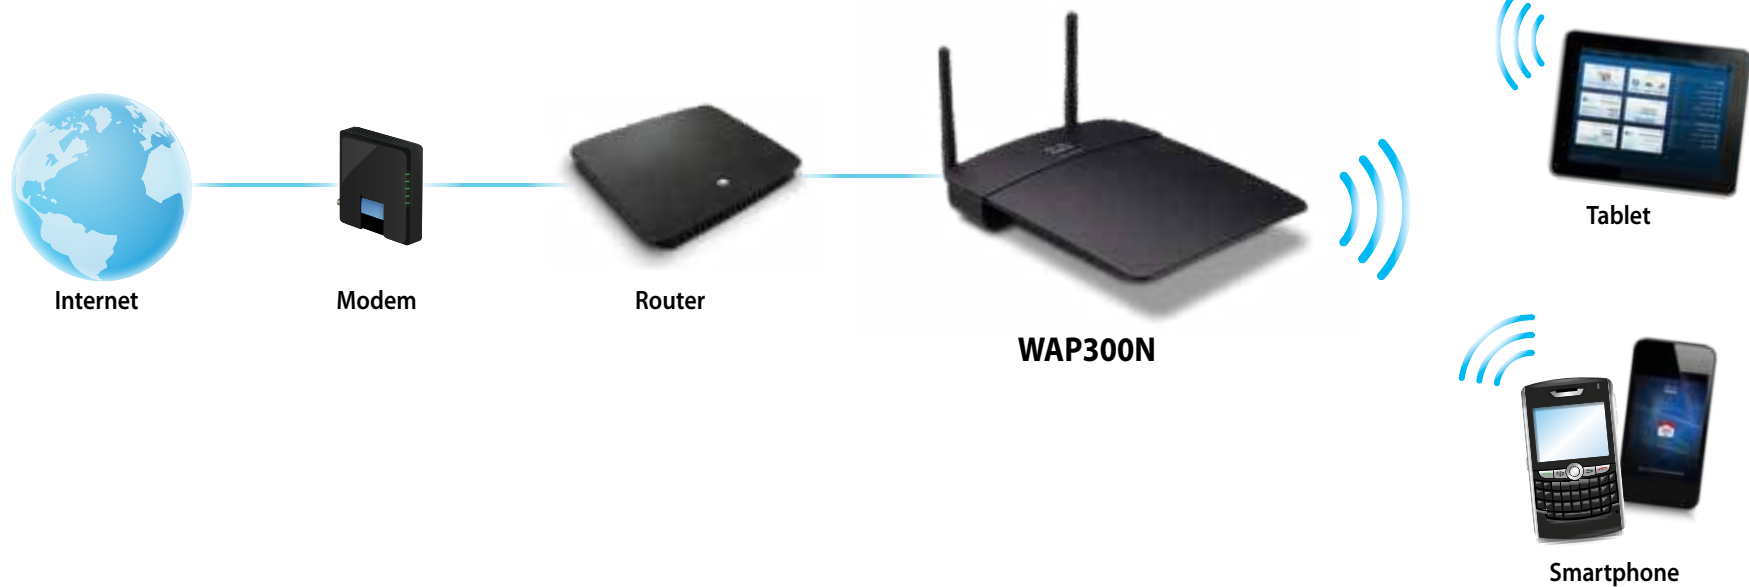 Internet
Modem
Router
WAP300N
Tablet
Smartphone